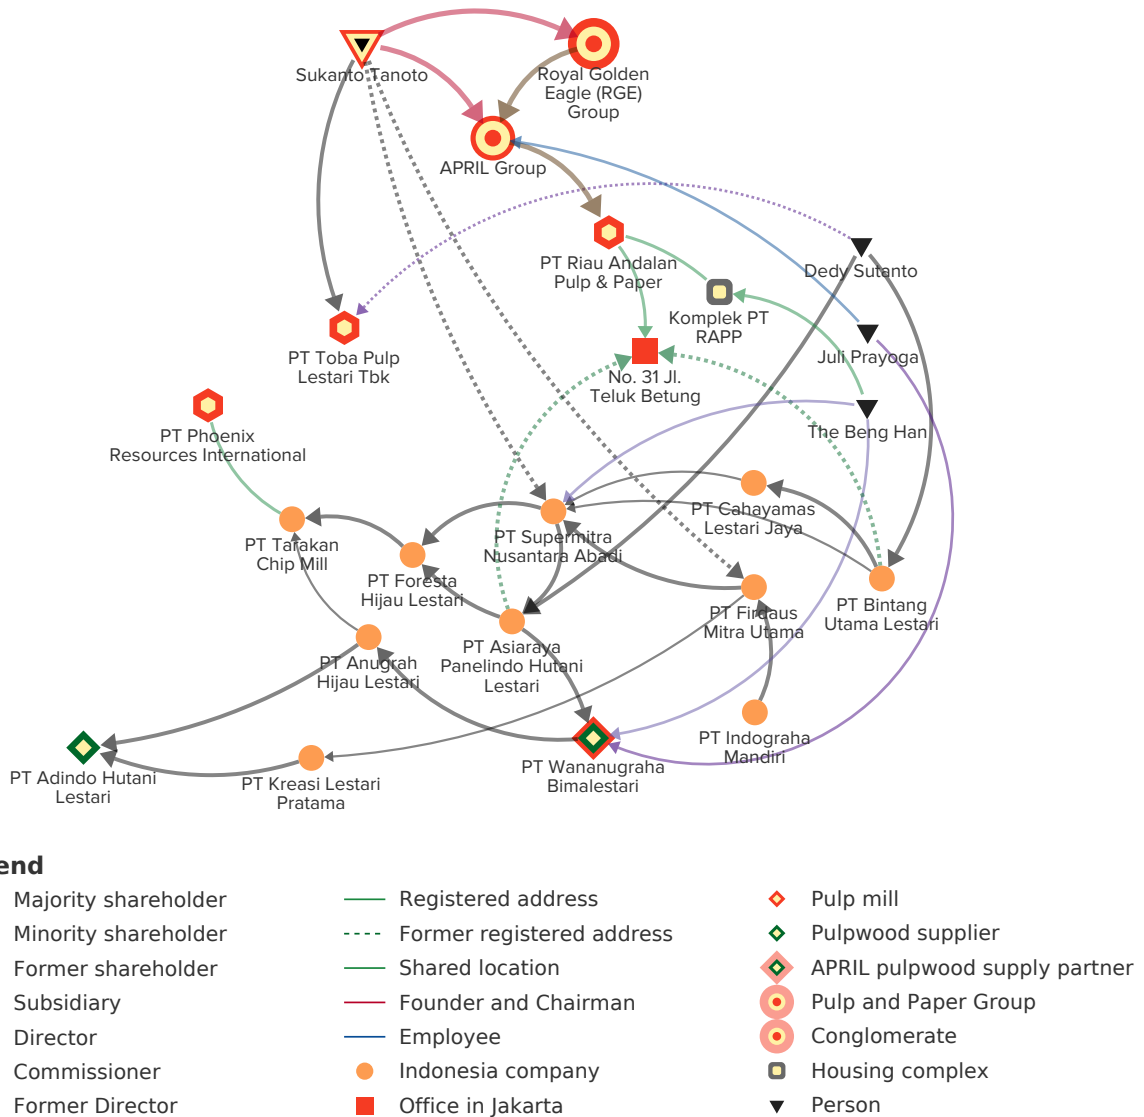 Sukanto Tanoto
Royal Golden
Eagle (RGE)
Group
APRIL Group
PT Riau Andalan
Pulp & Paper
Dedy Sutanto
Komplek PT
RAPP
Juli Prayoga
PT Toba Pulp
Lestari Tbk
No. 31 Jl.
Teluk Betung
The Beng Han
PT Phoenix
Resources International
PT Cahayamas
Lestari Jaya
PT Supermitra
Nusantara Abadi
PT Tarakan
Chip Mill
PT Foresta
Hijau Lestari
PT Bintang
Utama Lestari
PT Firdaus
Mitra Utama
PT Asiaraya
Panelindo Hutani
Lestari
PT Anugrah
Hijau Lestari
PT Indograha
Mandiri
PT Wananugraha
Bimalestari
PT Adindo Hutani
Lestari
PT Kreasi Lestari
Pratama
end
Majority shareholder
Minority shareholder
Former shareholder
Subsidiary
Director
Commissioner
Former Director
Registered address
Former registered address
Shared location
Founder and Chairman
Employee
Indonesia company
Office in Jakarta
Pulp mill
Pulpwood supplier
APRIL pulpwood supply partner
Pulp and Paper Group
Conglomerate
Housing complex
Person